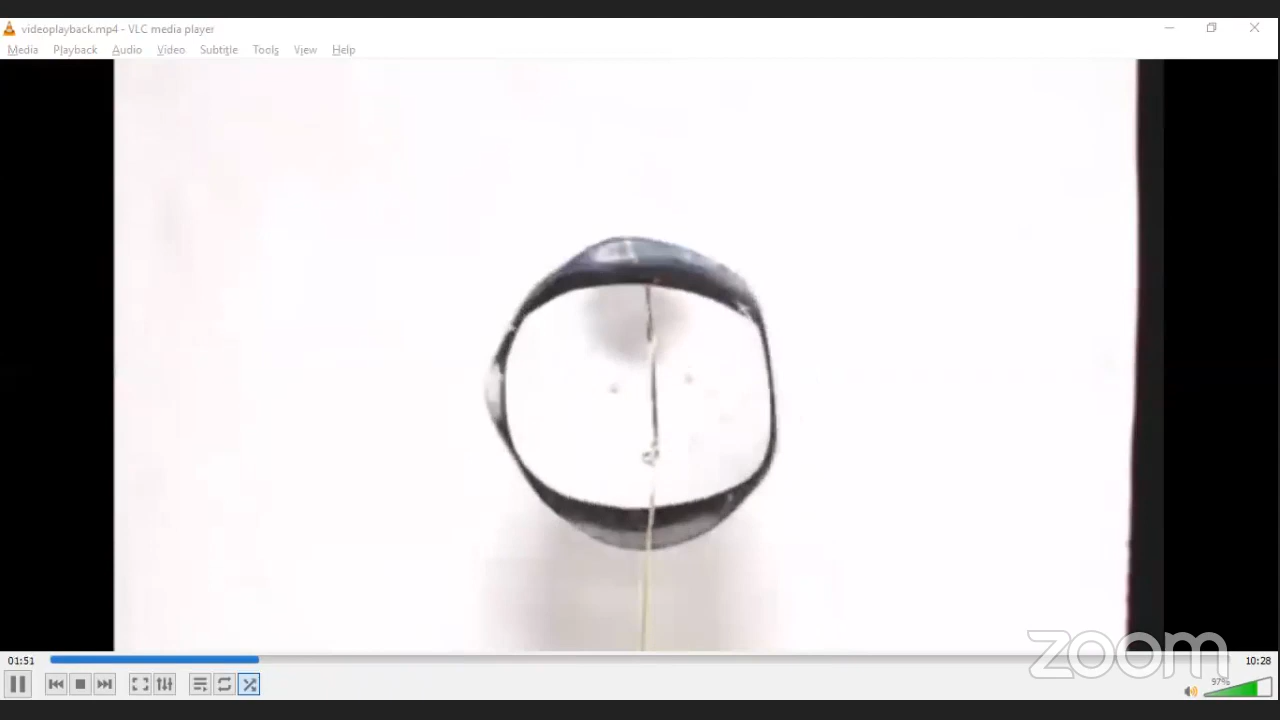 videoplayback.mp4 - VLC media player
Media Playback Audio Video Subtitle Tools View Help
01:51
10:28
97%
zoom